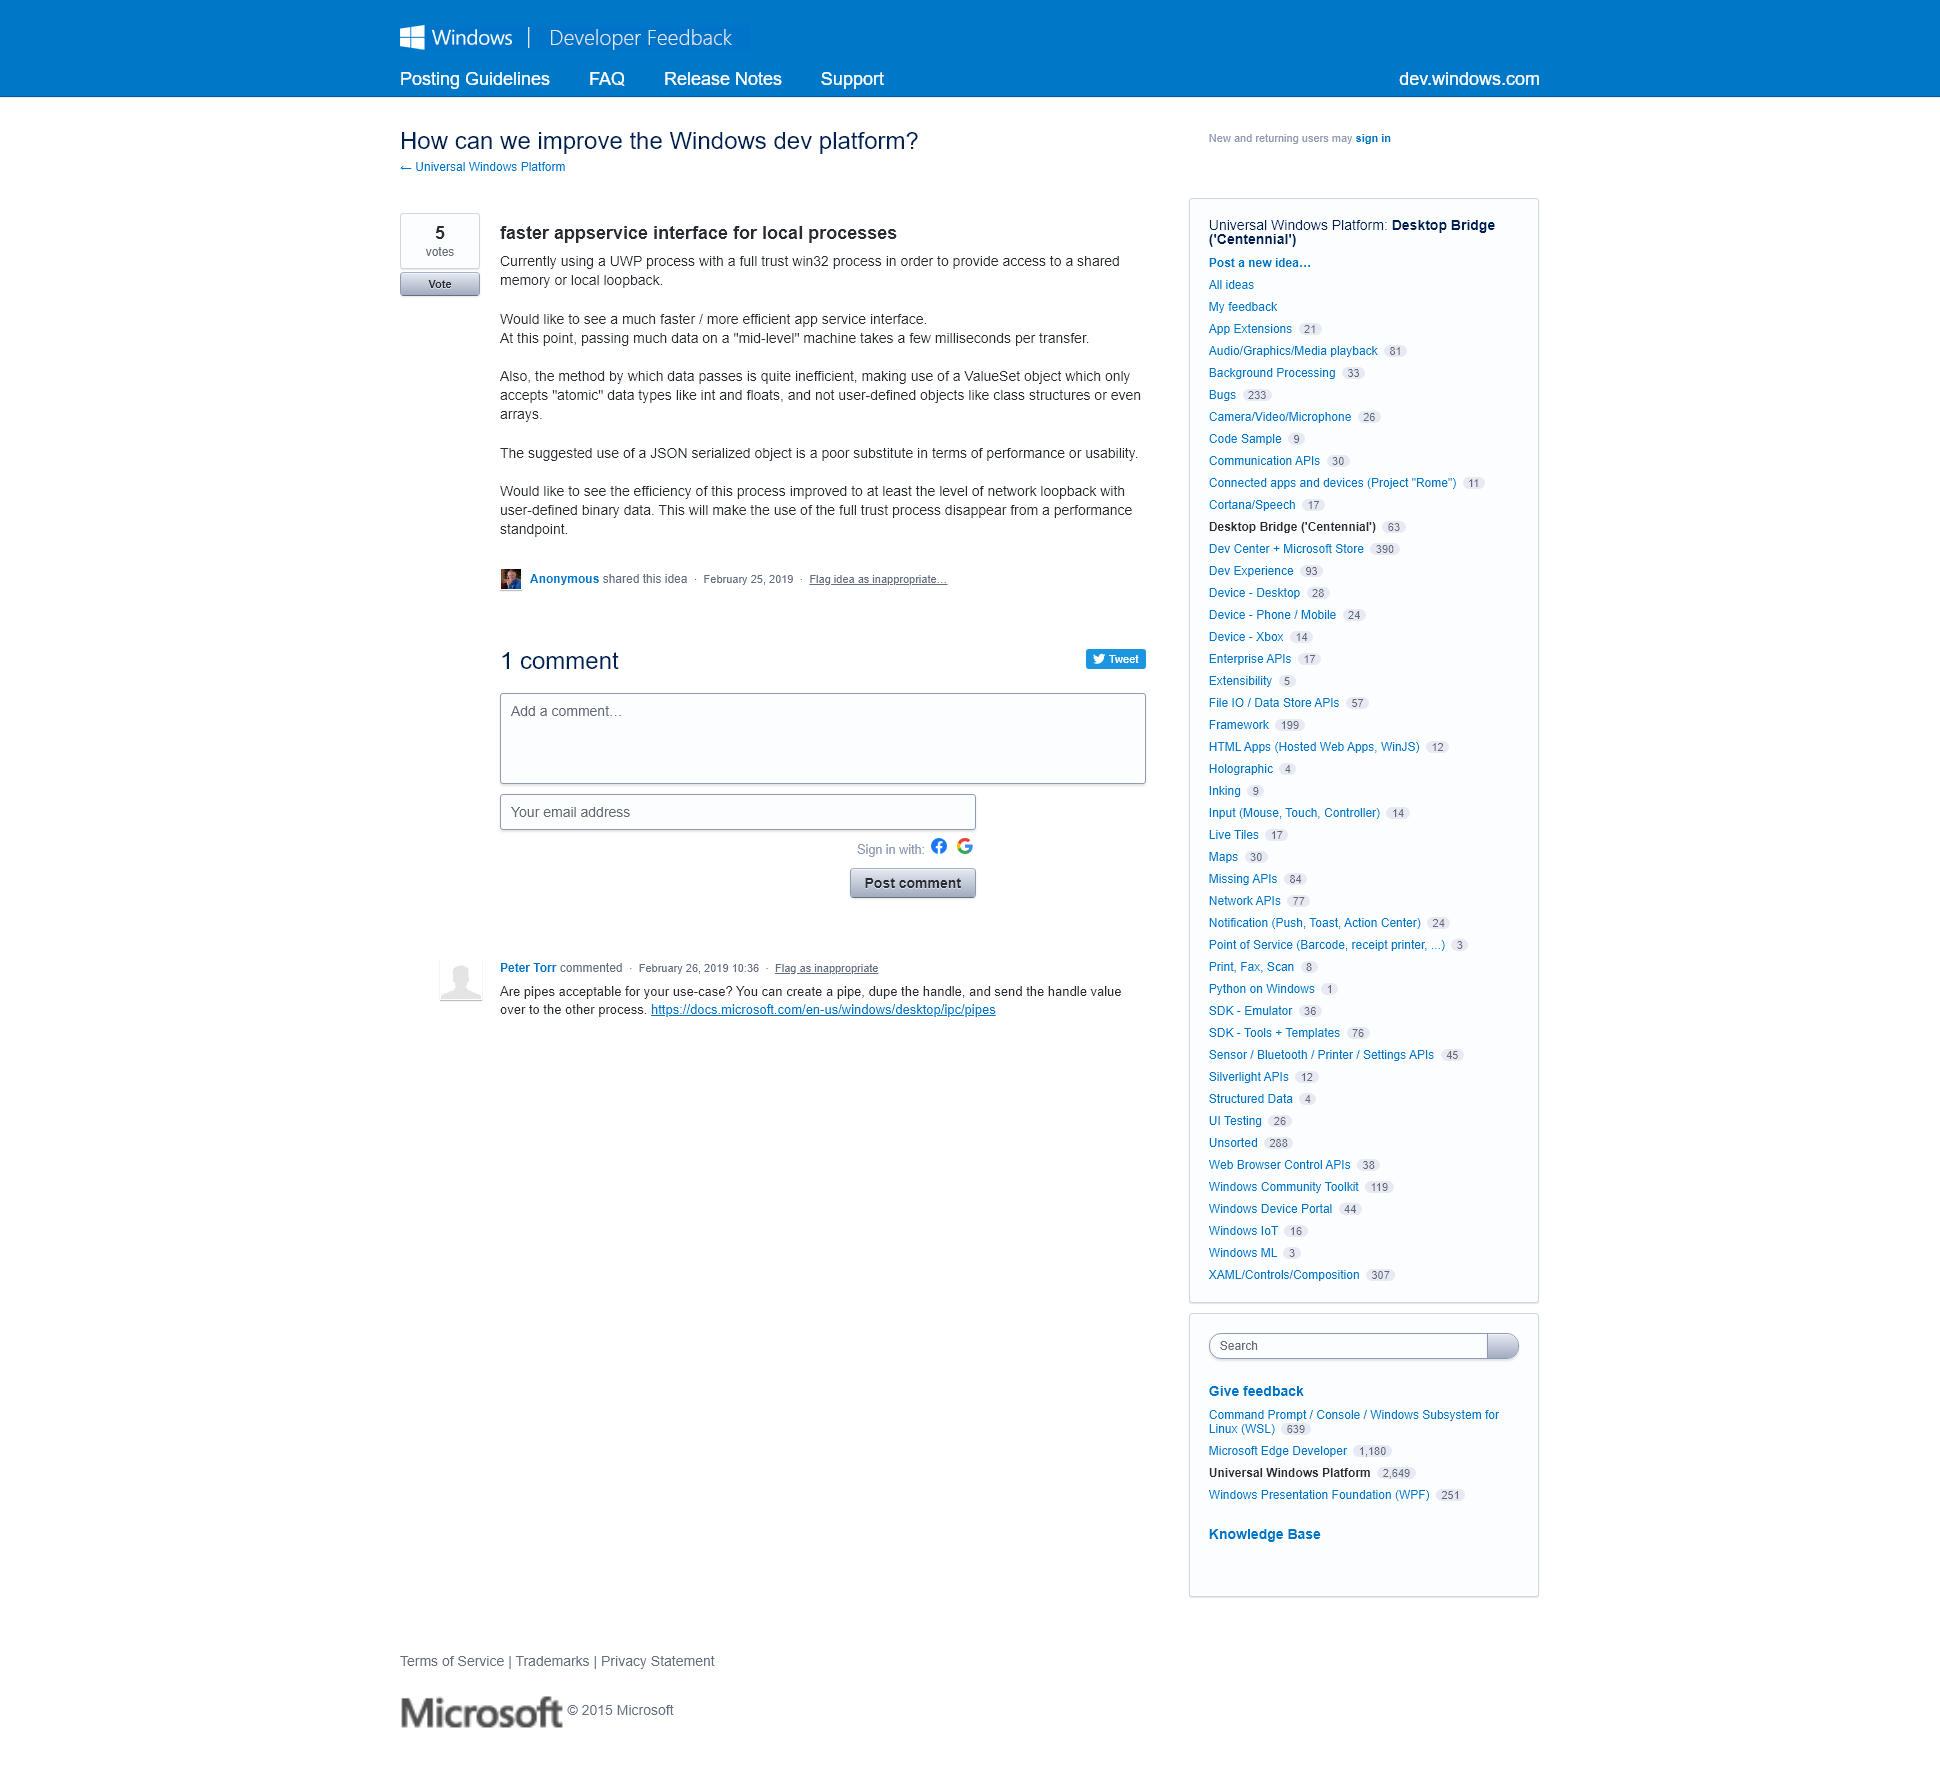 Windows | Developer Feedback
Posting Guidelines FAQ Release Notes Support dev.windows.com
How can we improve the Windows dev platform?
← Universal Windows Platform
New and returning users may sign in
5
votes
Vote
faster appservice interface for local processes
Currently using a UWP process with a full trust win32 process in order to provide access to a shared
memory or local loopback.
Would like to see a much faster / more efficient app service interface.
At this point, passing much data on a "mid-level" machine takes a few milliseconds per transfer.
Also, the method by which data passes is quite inefficient, making use of a ValueSet object which only
accepts "atomic" data types like int and floats, and not user-defined objects like class structures or even
arrays.
The suggested use of a JSON serialized object is a poor substitute in terms of performance or usability.
Would like to see the efficiency of this process improved to at least the level of network loopback with
user-defined binary data. This will make the use of the full trust process disappear from a performance
standpoint.
Anonymous shared this idea · February 25, 2019 · Flag idea as inappropriate…
1 comment
Tweet
Add a comment…
Your email address
Sign in with:
Post comment
Peter Torr commented · February 26, 2019 10:36 · Flag as inappropriate
Are pipes acceptable for your use-case? You can create a pipe, dupe the handle, and send the handle value
over to the other process. https://docs.microsoft.com/en-us/windows/desktop/ipc/pipes
Universal Windows Platform: Desktop Bridge
('Centennial')
Post a new idea…
All ideas
My feedback
App Extensions 21
Audio/Graphics/Media playback 81
Background Processing 33
Bugs 233
Camera/Video/Microphone 26
Code Sample 9
Communication APIs 30
Connected apps and devices (Project "Rome") 11
Cortana/Speech 17
Desktop Bridge ('Centennial') 63
Dev Center + Microsoft Store 390
Dev Experience 93
Device - Desktop 28
Device - Phone / Mobile 24
Device - Xbox 14
Enterprise APIs 17
Extensibility 5
File IO / Data Store APIs 57
Framework 199
HTML Apps (Hosted Web Apps, WinJS) 12
Holographic 4
Inking 9
Input (Mouse, Touch, Controller) 14
Live Tiles 17
Maps 30
Missing APIs 84
Network APIs 77
Notification (Push, Toast, Action Center) 24
Point of Service (Barcode, receipt printer, ...) 3
Print, Fax, Scan 8
Python on Windows 1
SDK - Emulator 36
SDK - Tools + Templates 76
Sensor / Bluetooth / Printer / Settings APIs 45
Silverlight APIs 12
Structured Data 4
UI Testing 26
Unsorted 288
Web Browser Control APIs 38
Windows Community Toolkit 119
Windows Device Portal 44
Windows IoT 16
Windows ML 3
XAML/Controls/Composition 307
Search
Give feedback
Command Prompt / Console / Windows Subsystem for
Linux (WSL) 639
Microsoft Edge Developer 1,180
Universal Windows Platform 2,649
Windows Presentation Foundation (WPF) 251
Knowledge Base
Terms of Service | Trademarks | Privacy Statement
Microsoft © 2015 Microsoft